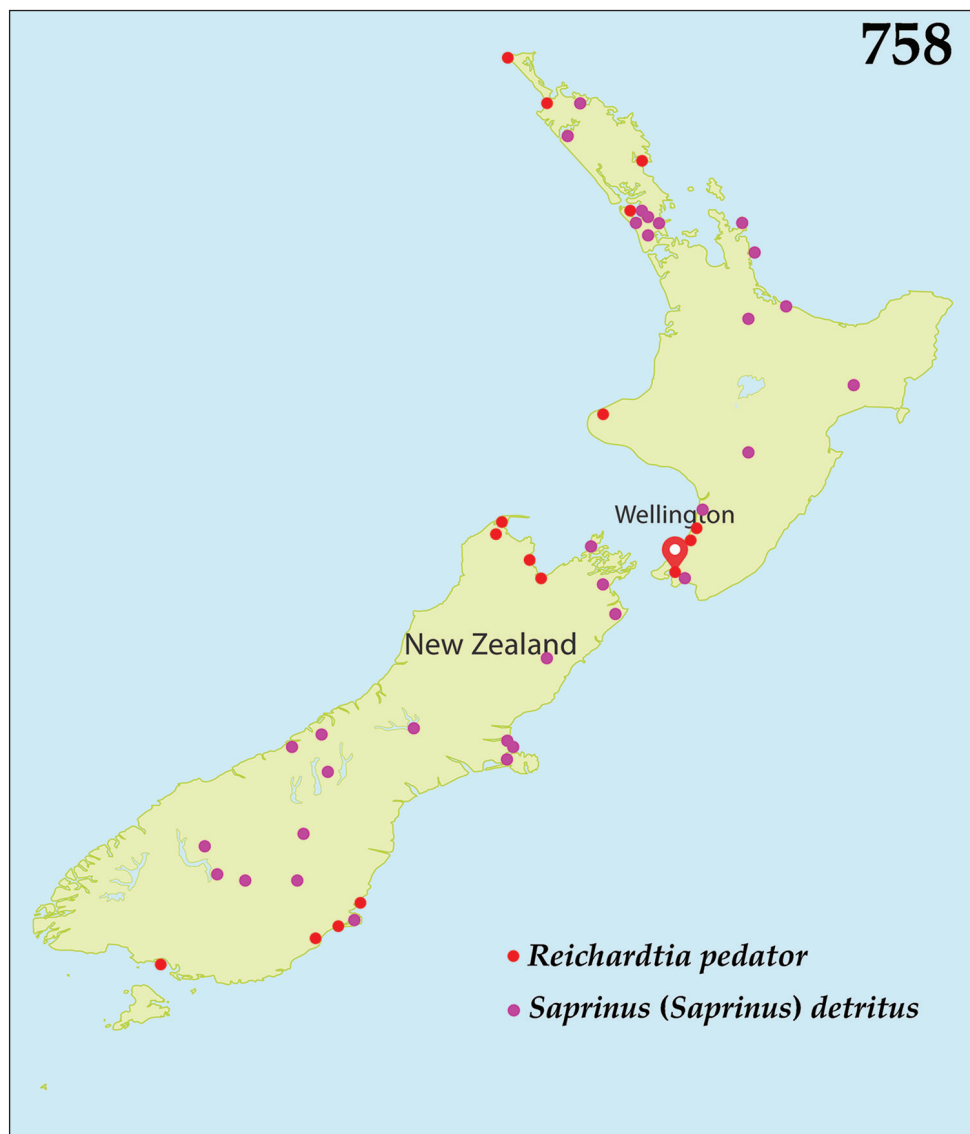 758
Wellington
New Zealand
Reichardtia pedator
Saprinus (Saprinus) detritus